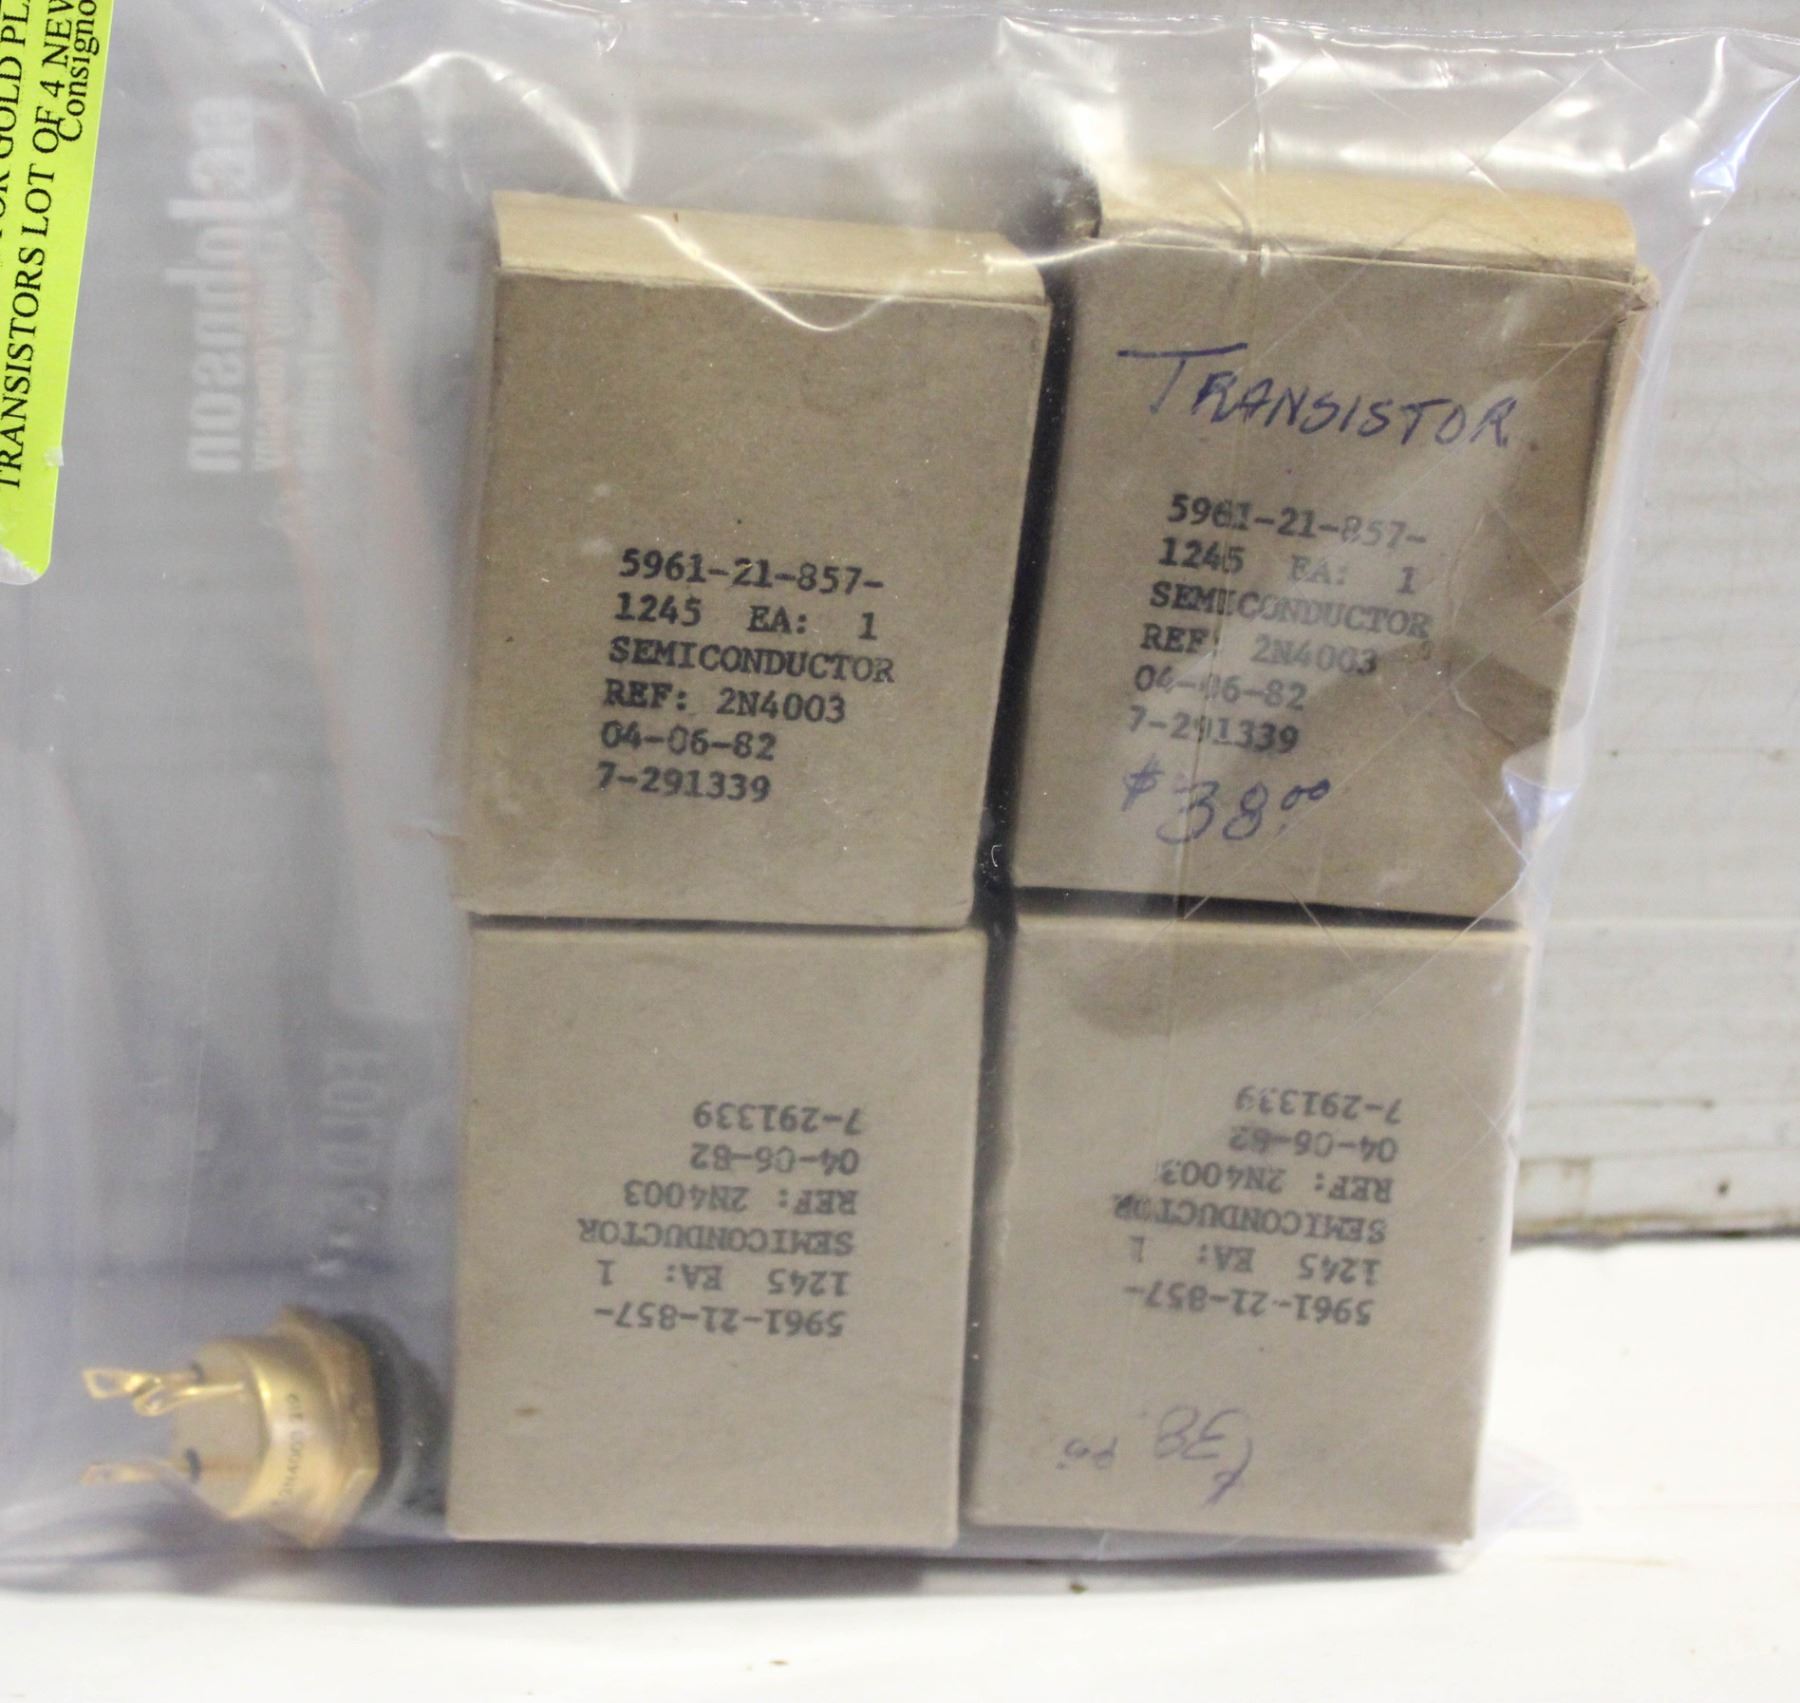 GOLD
TRANSISTORS LOT OF 4 NEW
Consigno
5961-21-857-
1245 EA: 1
SEMICONDUCTOR
REF: 2N4003
04-06-82
7-291339
TRANSISTOR
5961-21-857-
1245 EA: 1
SEMICONDUCTOR
REF: 2N4003
04-06-82
7-291339
$38.00
5961-21-857-
1245 EA: 1
SEMICONDUCTOR
REF: 2N4003
04-06-82
7-291339
5961-21-857-
1245 EA: 1
SEMICONDUCTOR
REF: 2N4003
04-06-82
7-291339
2N4003